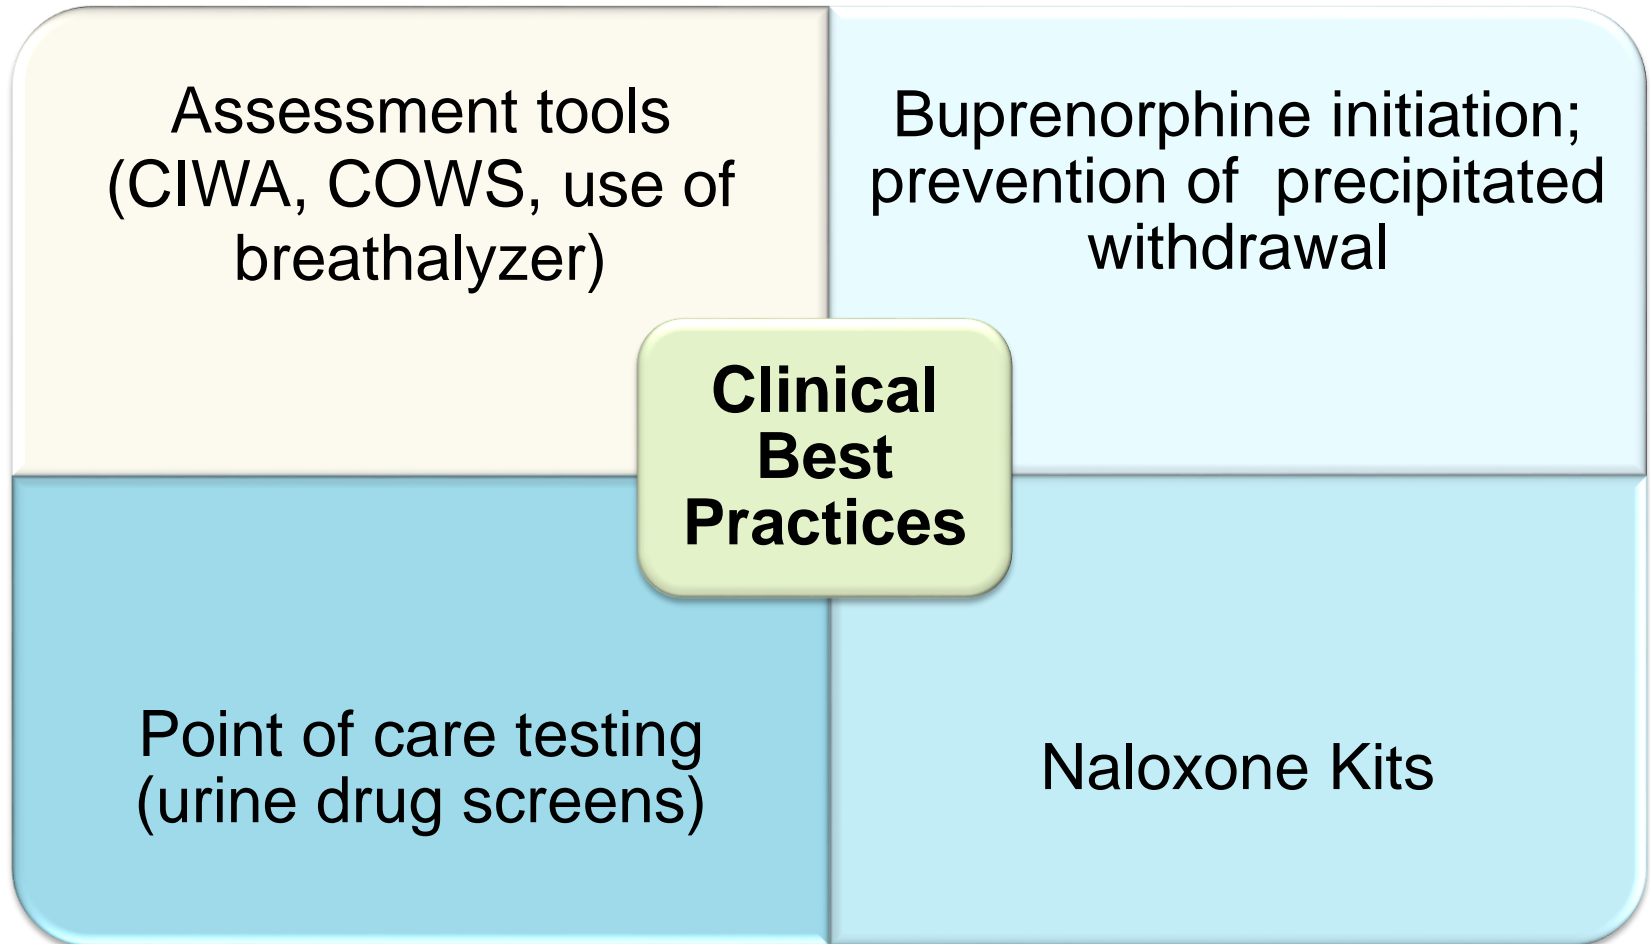 Assessment tools
(CIWA, COWS, use of
breathalyzer)
Buprenorphine initiation;
prevention of  precipitated
withdrawal
Clinical
Best
Practices
Point of care testing
(urine drug screens)
Naloxone Kits